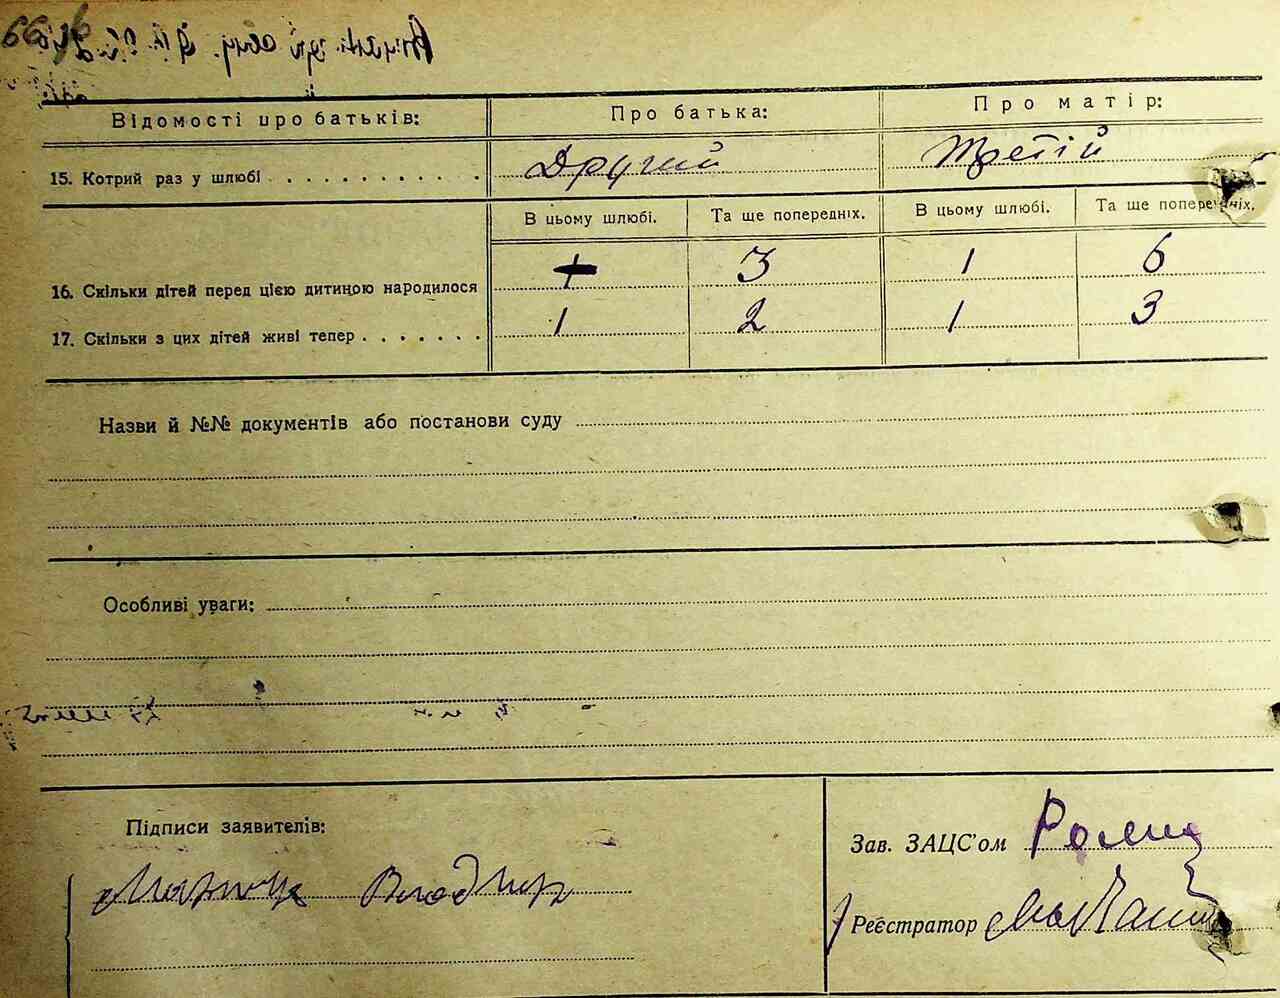 Відомості про батьків: Про батька: Про матір:
15. Котрий раз у шлюбі . . . . . . . . . . . Другий Третій
В цьому шлюбі. Та ще попередніх. В цьому шлюбі. Та ще попередніх.
16. Скільки дітей перед цією дитиною народилося 1 3 1 6
17. Скільки з цих дітей живі тепер . . . . . . . 1 2 1 3
Назви й №№ документів або постанови суду
Особливі уваги:
Підписи заявителів:
Зав. ЗАЦС'ом
Реєстратор